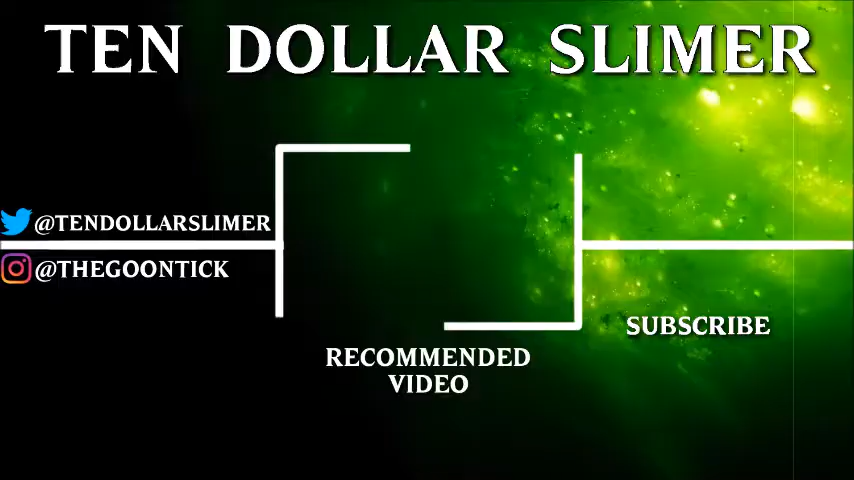 TEN DOLLAR SLIMER
@TENDOLLARSLIMER
@THEGOONTICK
SUBSCRIBE
RECOMMENDED
VIDEO